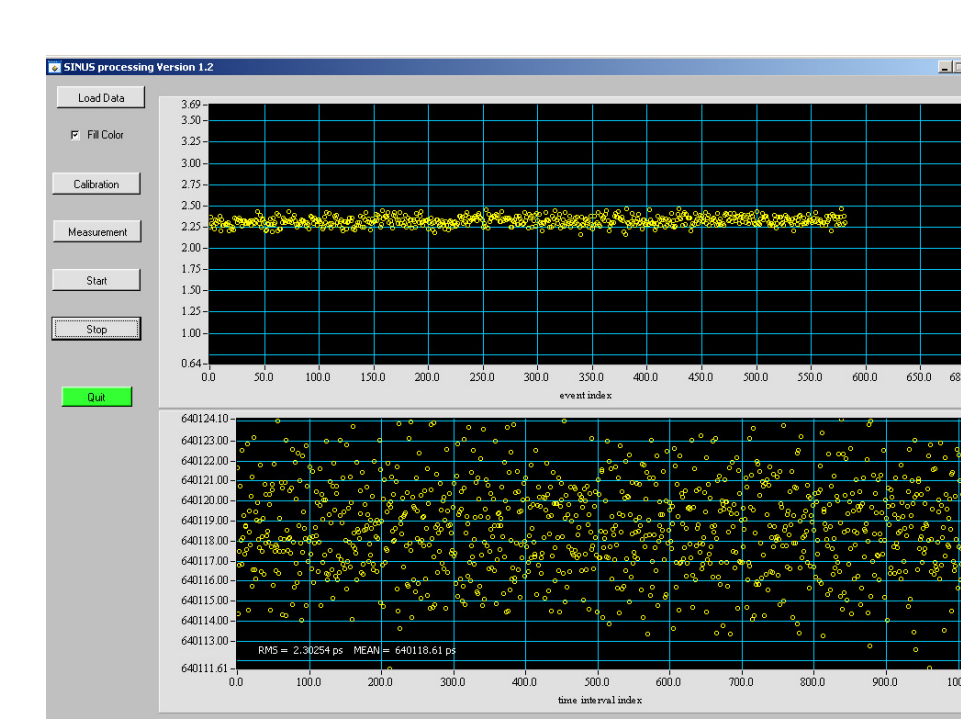 SINUS processing Version 1.2
Load Data
Fill Color
Calibration
Measurement
Start
Stop
Quit
3.69
3.50
3.25
3.00
2.75
2.50
2.25
2.00
1.75
1.50
1.25
1.00
0.64
0.0 50.0 100.0 150.0 200.0 250.0 300.0 350.0 400.0 450.0 500.0 550.0 600.0 650.0 68
event index
640124.10
640123.00
640122.00
640121.00
640120.00
640119.00
640118.00
640117.00
640116.00
640115.00
640114.00
640113.00
640111.61
RMS = 2.30254 ps MEAN = 640118.61 ps
0.0 100.0 200.0 300.0 400.0 500.0 600.0 700.0 800.0 900.0 100
time interval index